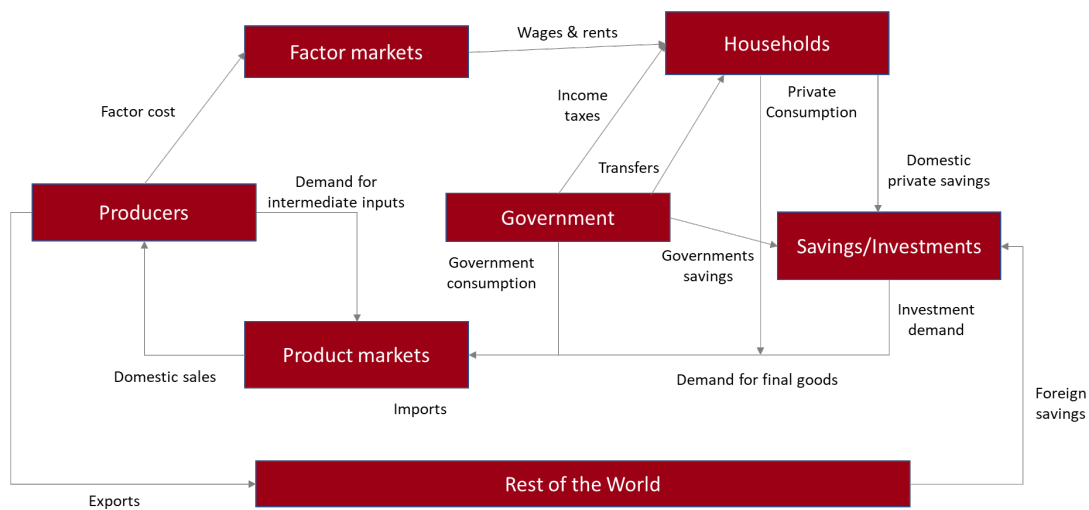 Factor markets
Wages & rents
Households
Factor cost
Income
taxes
Private
Consumption
Transfers
Domestic
private savings
Demand for
intermediate inputs
Producers
Government
Savings/Investments
Government
consumption
Governments
savings
Investment
demand
Product markets
Domestic sales
Demand for final goods
Imports
Foreign
savings
Rest of the World
Exports